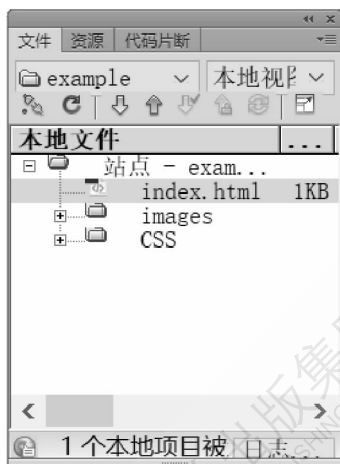 文件 资源 代码片断
example 本地视图
本地文件 ...
站点 - exam...
index.html 1KB
images
CSS
1 个本地项目被 日志...